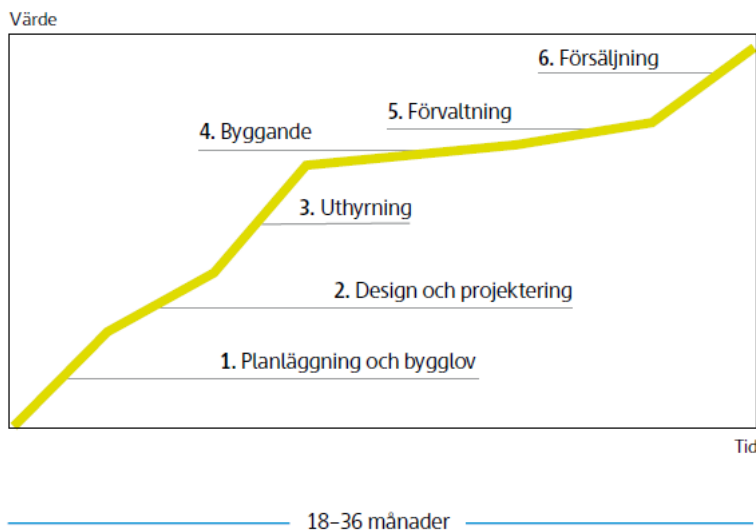 Värde
6. Försäljning
5. Förvaltning
4. Byggande
3. Uthyrning
2. Design och projektering
1. Planläggning och bygglov
Tid
18–36 månader